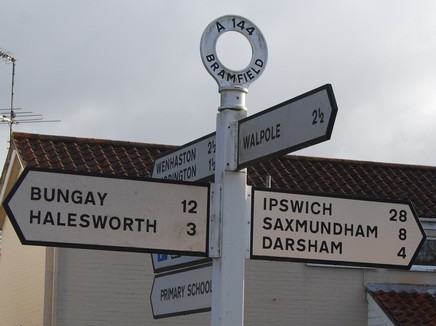 A 144
BRAMFIELD
WALPOLE 2½
WENHASTON 2½
BUNGAY 12
HALESWORTH 3
IPSWICH 28
SAXMUNDHAM 8
DARSHAM 4
PRIMARY SCHOOL